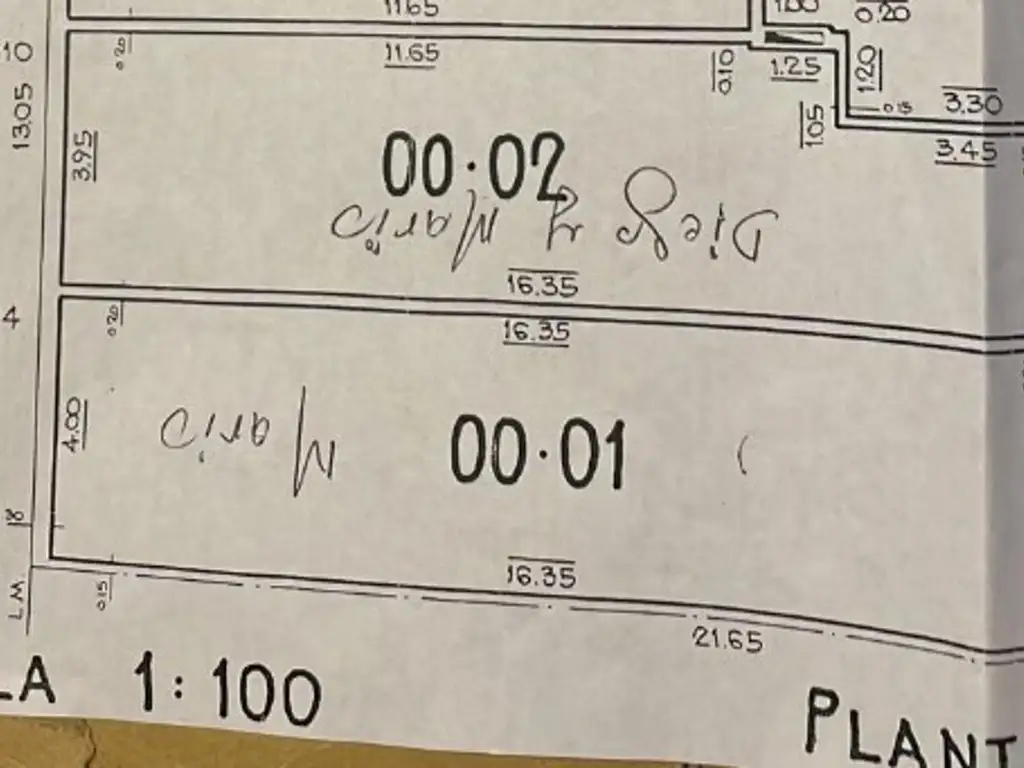 11.65 1.00 0.20
10 0.20 11.65 0.10 1.25 1.20
13.05 3.95 1.05 0.15 3.30
3.45
00.02
Diego y Mario
16.35
4 0.20 16.35
4.00 Mario 00.01
16.35
L.M. 0.15 21.65
LA 1:100 PLANT